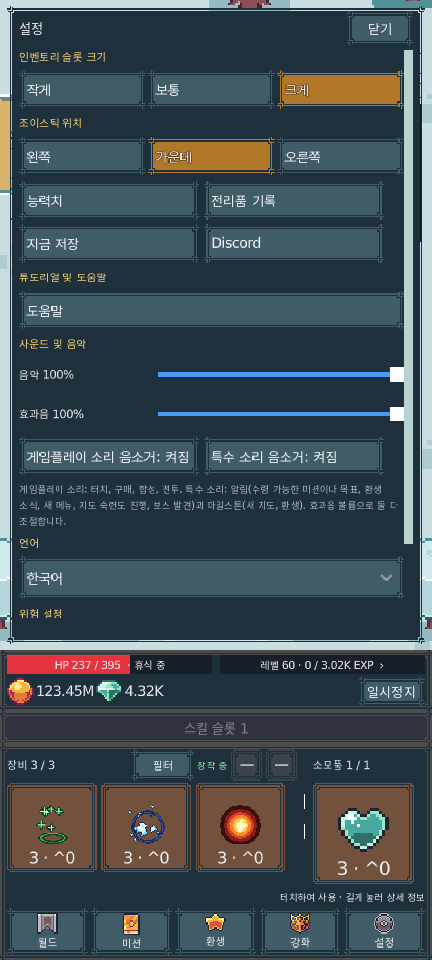 설정
닫기
인벤토리 슬롯 크기
작게
보통
크게
조이스틱 위치
왼쪽
가운데
오른쪽
능력치
전리품 기록
지금 저장
Discord
튜토리얼 및 도움말
도움말
사운드 및 음악
음악 100%
효과음 100%
게임플레이 소리 음소거: 켜짐
특수 소리 음소거: 켜짐
게임플레이 소리: 터치, 구매, 합성, 전투. 특수 소리: 알림(수령 가능한 미션이나 목표, 환생
소식, 새 메뉴, 지도 숙련도 진행, 보스 발견)과 마일스톤(새 지도, 환생). 효과음 볼륨으로 둘 다
조절합니다.
언어
한국어
위험 설정
HP 237 / 395 · 휴식 중
레벨 60 · 0 / 3.02K EXP ›
123.45M
4.32K
일시정지
스킬 슬롯 1
장비 3 / 3
필터
장착 중
—
—
소모품 1 / 1
3 · ^0
3 · ^0
3 · ^0
3 · ^0
터치하여 사용 · 길게 눌러 상세 정보
월드
미션
환생
강화
설정